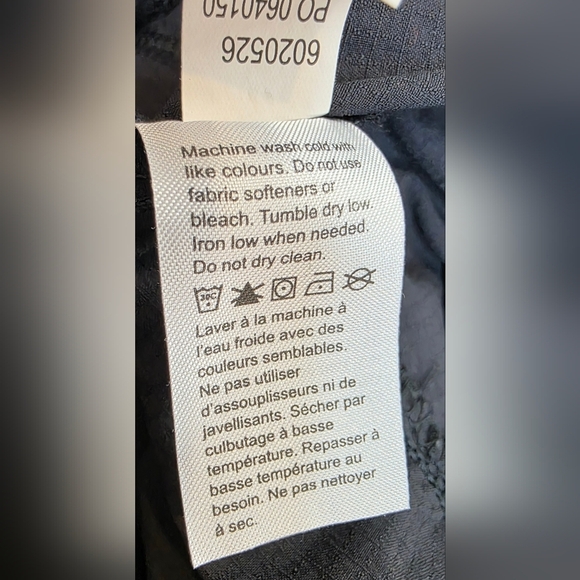 PO 0640150
6020526
Machine wash cold with
like colours. Do not use
fabric softeners or
bleach. Tumble dry low.
Iron low when needed.
Do not dry clean.
30C
Laver à la machine à
l'eau froide avec des
couleurs semblables.
Ne pas utiliser
d'assouplisseurs ni de
javellisants. Sécher par
culbutage à basse
température. Repasser à
basse température au
besoin. Ne pas nettoyer
à sec.